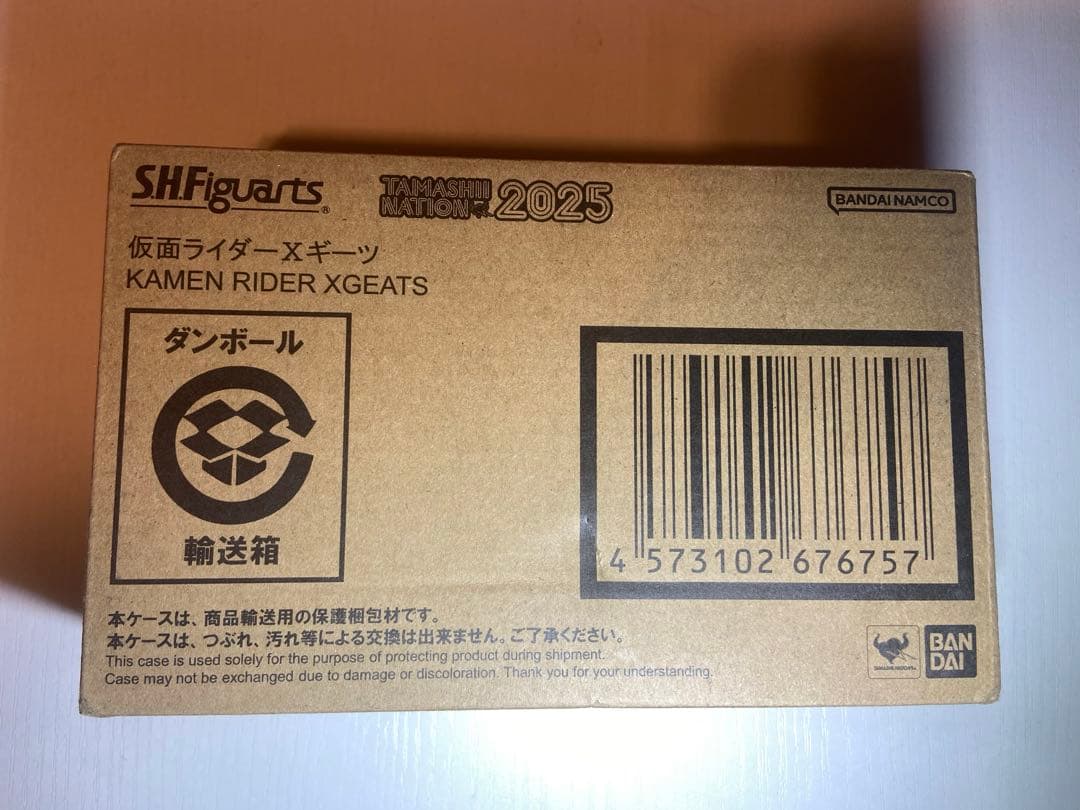 S.H.Figuarts®
TAMASHII NATION 2025
BANDAI NAMCO
仮面ライダーXギーツ
KAMEN RIDER XGEATS
ダンボール
輸送箱
4 573102 676757
本ケースは、商品輸送用の保護梱包材です。
本ケースは、つぶれ、汚れ等による交換は出来ません。ご了承ください。
This case is used solely for the purpose of protecting product during shipment.
Case may not be exchanged due to damage or discoloration. Thank you for your understanding.
BAN
DAI